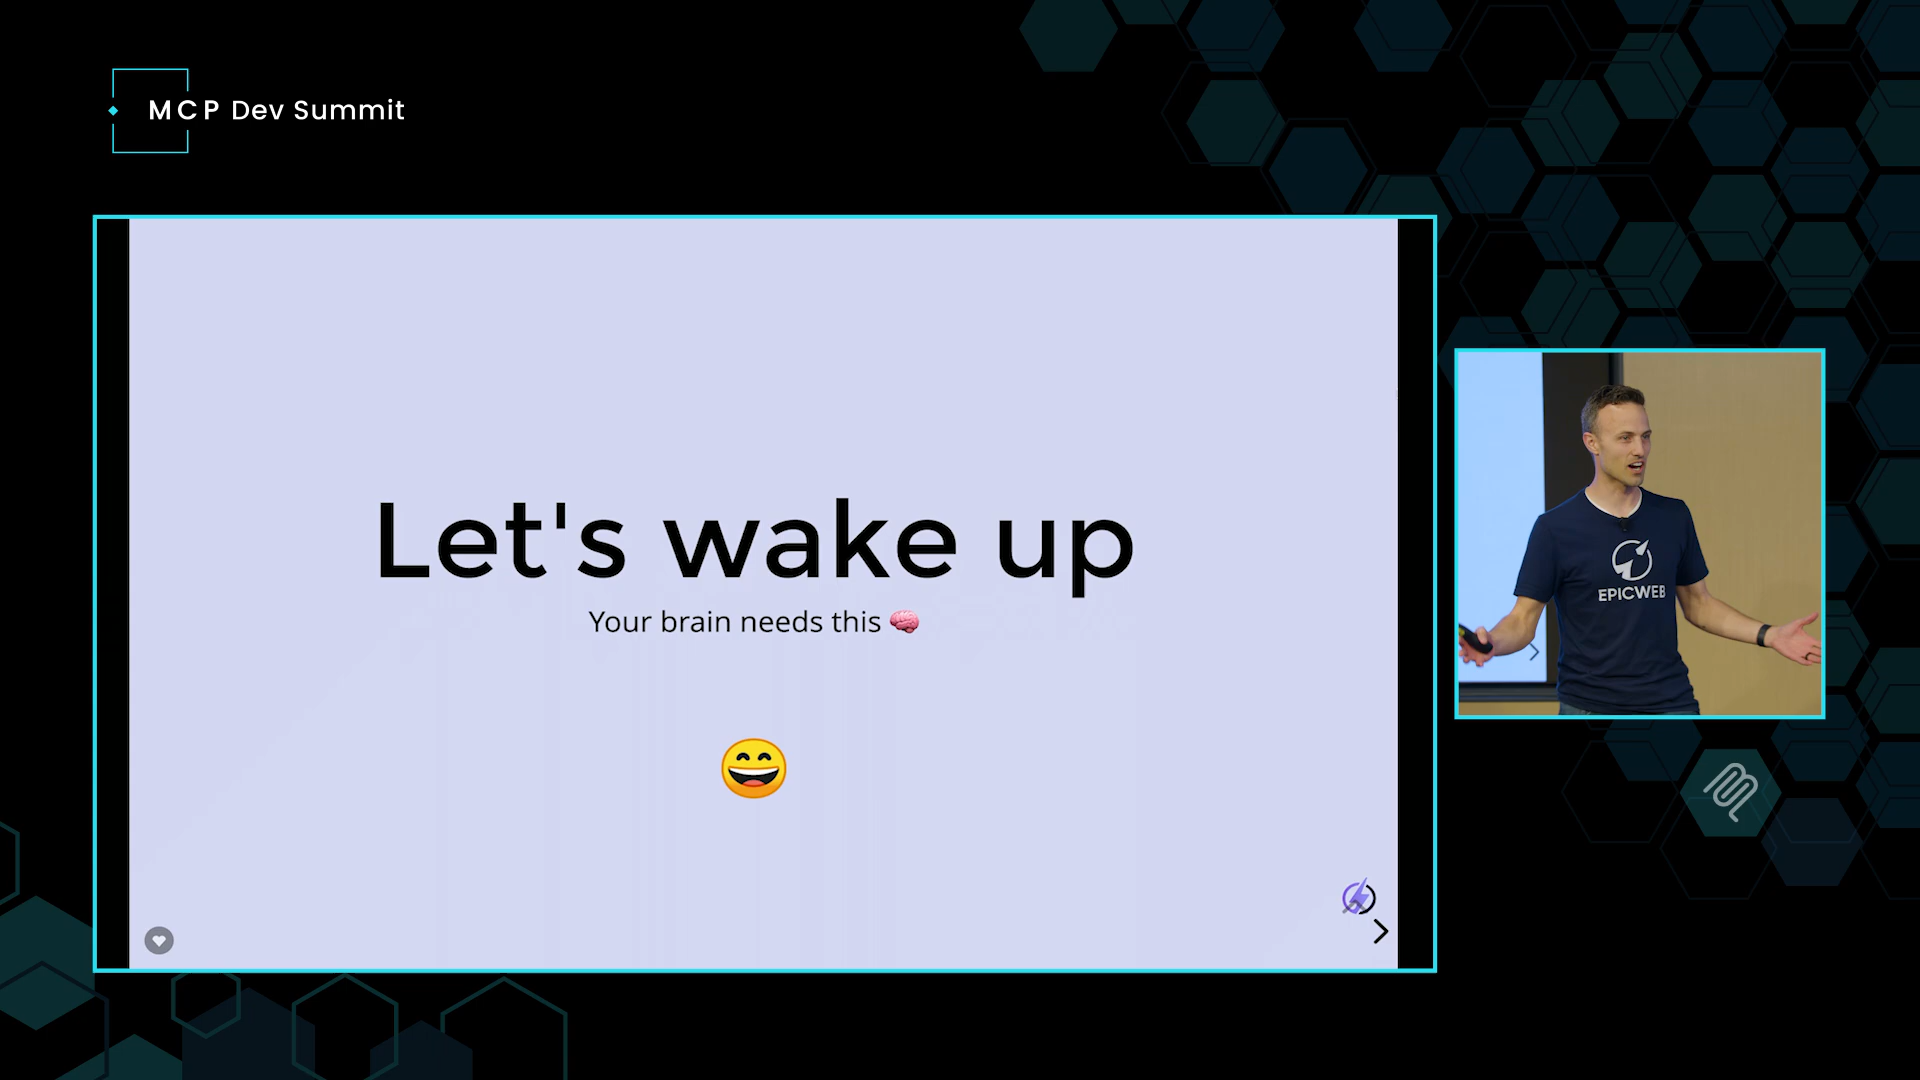 MCP Dev Summit
Let's wake up
Your brain needs this 🧠
😄
EPICWEB